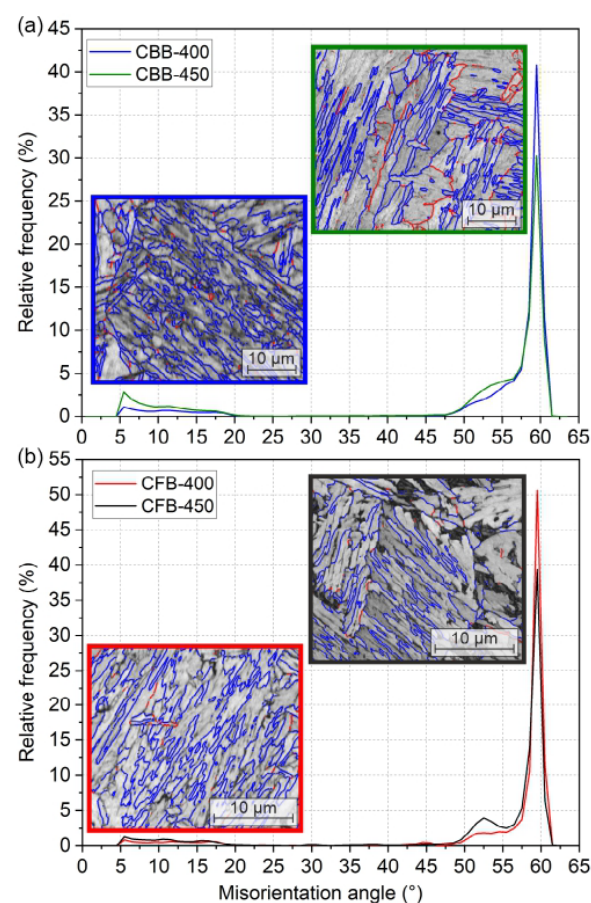 (a)
45
40
35
30
25
20
15
10
5
0
Relative frequency (%)
CBB-400
CBB-450
10 µm
10 µm
0 5 10 15 20 25 30 35 40 45 50 55 60 65
(b)
55
50
45
40
35
30
25
20
15
10
5
0
Relative frequency (%)
CFB-400
CFB-450
10 µm
10 µm
0 5 10 15 20 25 30 35 40 45 50 55 60 65
Misorientation angle (°)